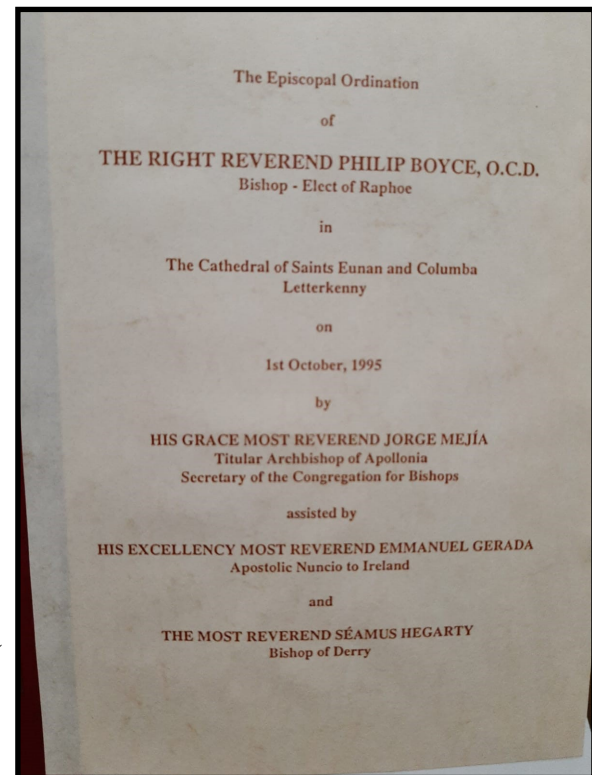 The Episcopal Ordination
of
THE RIGHT REVEREND PHILIP BOYCE, O.C.D.
Bishop - Elect of Raphoe
in
The Cathedral of Saints Eunan and Columba
Letterkenny
on
1st October, 1995
by
HIS GRACE MOST REVEREND JORGE MEJÍA
Titular Archbishop of Apollonia
Secretary of the Congregation for Bishops
assisted by
HIS EXCELLENCY MOST REVEREND EMMANUEL GERADA
Apostolic Nuncio to Ireland
and
THE MOST REVEREND SÉAMUS HEGARTY
Bishop of Derry